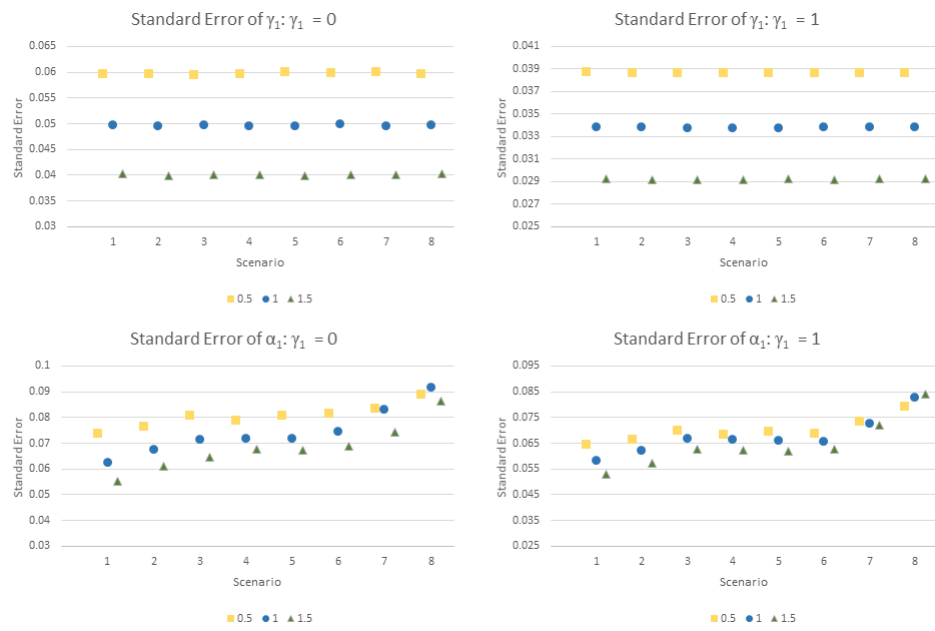 Standard Error of γ₁: γ₁ = 0
0.065
0.06
0.055
0.05
0.045
0.04
0.035
0.03
Standard Error
1 2 3 4 5 6 7 8
Scenario
0.5 1 1.5
Standard Error of γ₁: γ₁ = 1
0.041
0.039
0.037
0.035
0.033
0.031
0.029
0.027
0.025
Standard Error
1 2 3 4 5 6 7 8
Scenario
0.5 1 1.5
Standard Error of α₁: γ₁ = 0
0.1
0.09
0.08
0.07
0.06
0.05
0.04
0.03
Standard Error
1 2 3 4 5 6 7 8
Scenario
0.5 1 1.5
Standard Error of α₁: γ₁ = 1
0.095
0.085
0.075
0.065
0.055
0.045
0.035
0.025
Standard Error
1 2 3 4 5 6 7 8
Scenario
0.5 1 1.5